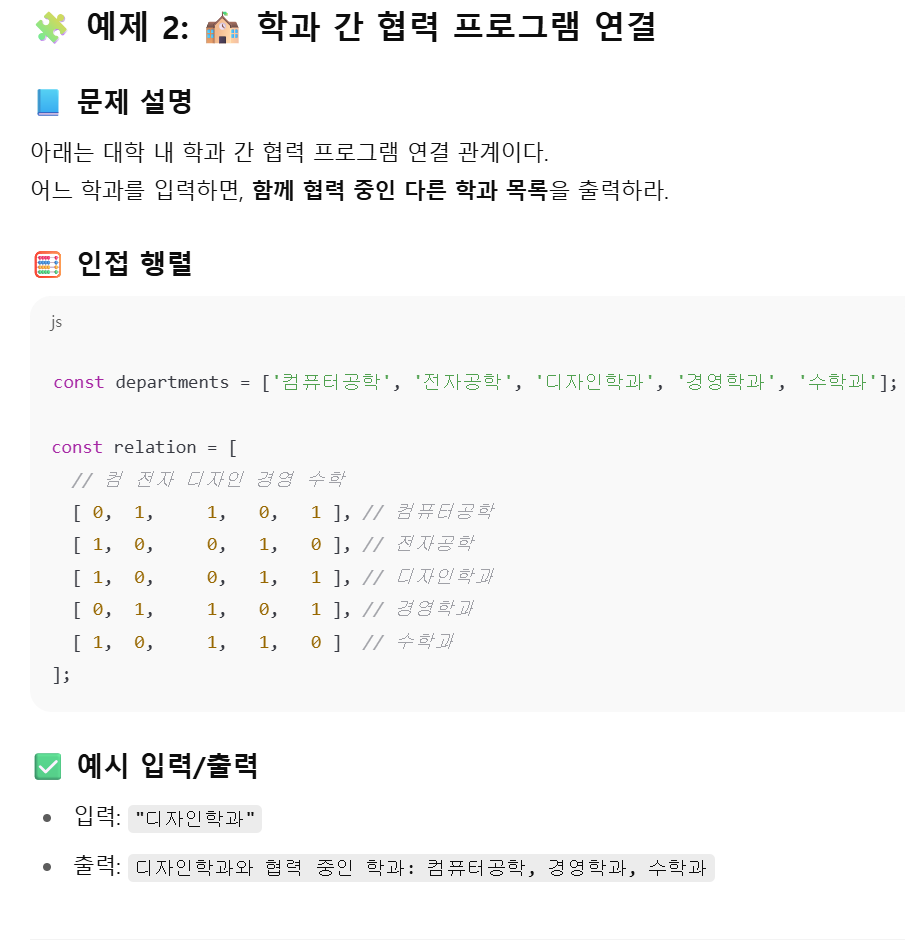 🧩 예제 2: 🏫 학과 간 협력 프로그램 연결
📘 문제 설명
아래는 대학 내 학과 간 협력 프로그램 연결 관계이다.
어느 학과를 입력하면, 함께 협력 중인 다른 학과 목록을 출력하라.
🧮 인접 행렬
js
const departments = ['컴퓨터공학', '전자공학', '디자인학과', '경영학과', '수학과'];
const relation = [
  // 컴 전자 디자인 경영 수학
  [ 0,  1,     1,   0,   1 ], // 컴퓨터공학
  [ 1,  0,     0,   1,   0 ], // 전자공학
  [ 1,  0,     0,   1,   1 ], // 디자인학과
  [ 0,  1,     1,   0,   1 ], // 경영학과
  [ 1,  0,     1,   1,   0 ]  // 수학과
];
✅ 예시 입력/출력
• 입력: "디자인학과"
• 출력: 디자인학과와 협력 중인 학과: 컴퓨터공학, 경영학과, 수학과